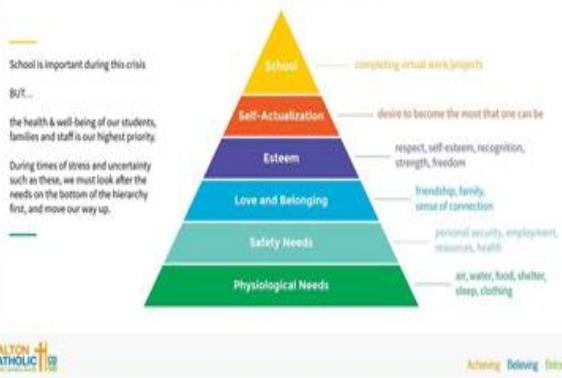 School is important during this crisis
BUT...
the health & well-being of our students,
families and staff is our highest priority.
During times of stress and uncertainty
such as these, we must look after the
needs on the bottom of the hierarchy
first, and move our way up.
School
completing virtual work/projects
Self-Actualization
desire to become the most that one can be
Esteem
respect, self-esteem, recognition,
strength, freedom
Love and Belonging
friendship, family,
sense of connection
Safety Needs
personal security, employment,
resources, health
Physiological Needs
air, water, food, shelter,
sleep, clothing
ALTON
ATHOLIC
Achieving Believing